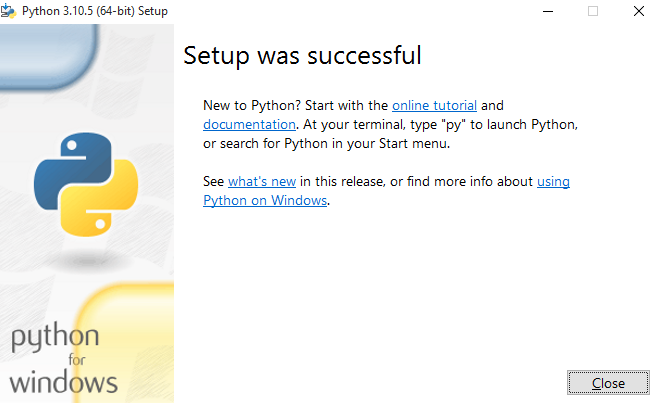 Python 3.10.5 (64-bit) Setup
Setup was successful
New to Python? Start with the online tutorial and
documentation. At your terminal, type "py" to launch Python,
or search for Python in your Start menu.
See what's new in this release, or find more info about using
Python on Windows.
python
for
windows
Close